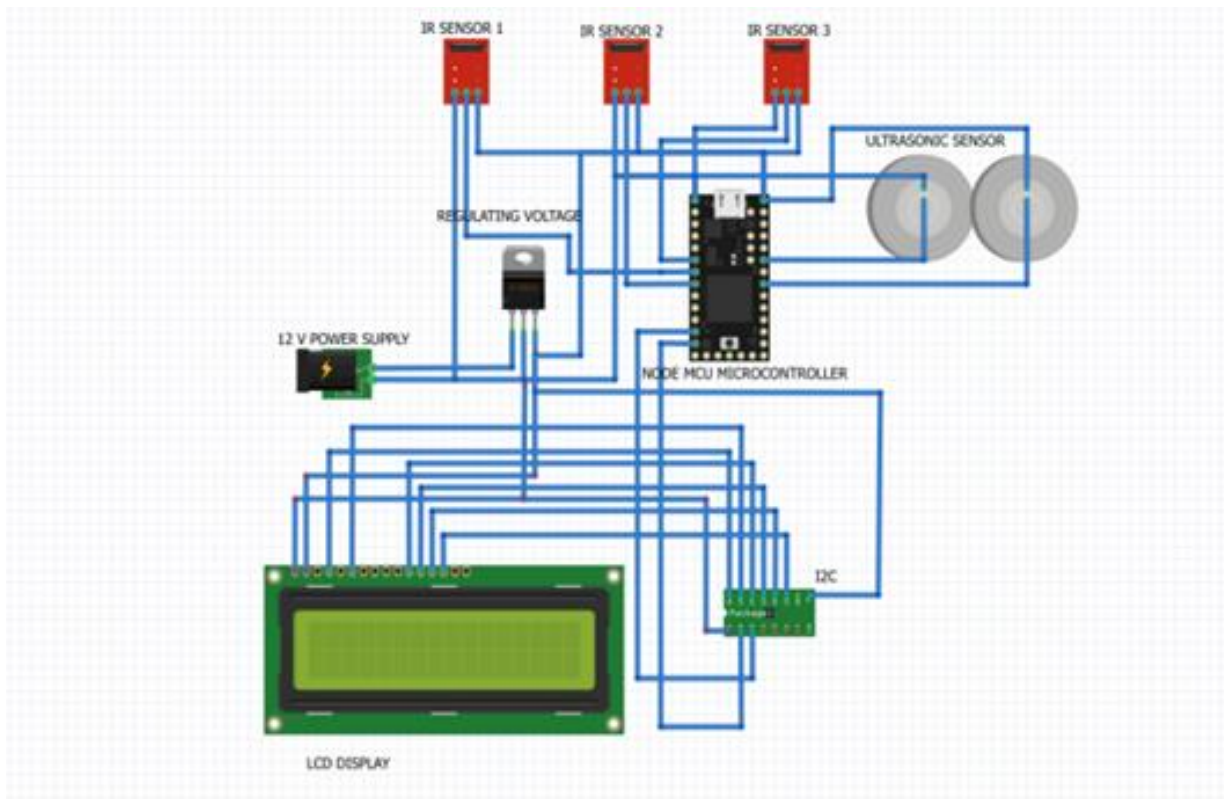 IR SENSOR 1
IR SENSOR 2
IR SENSOR 3
ULTRASONIC SENSOR
REGULATING VOLTAGE
12 V POWER SUPPLY
NODE MCU MICROCONTROLLER
I2C
Package
LCD DISPLAY